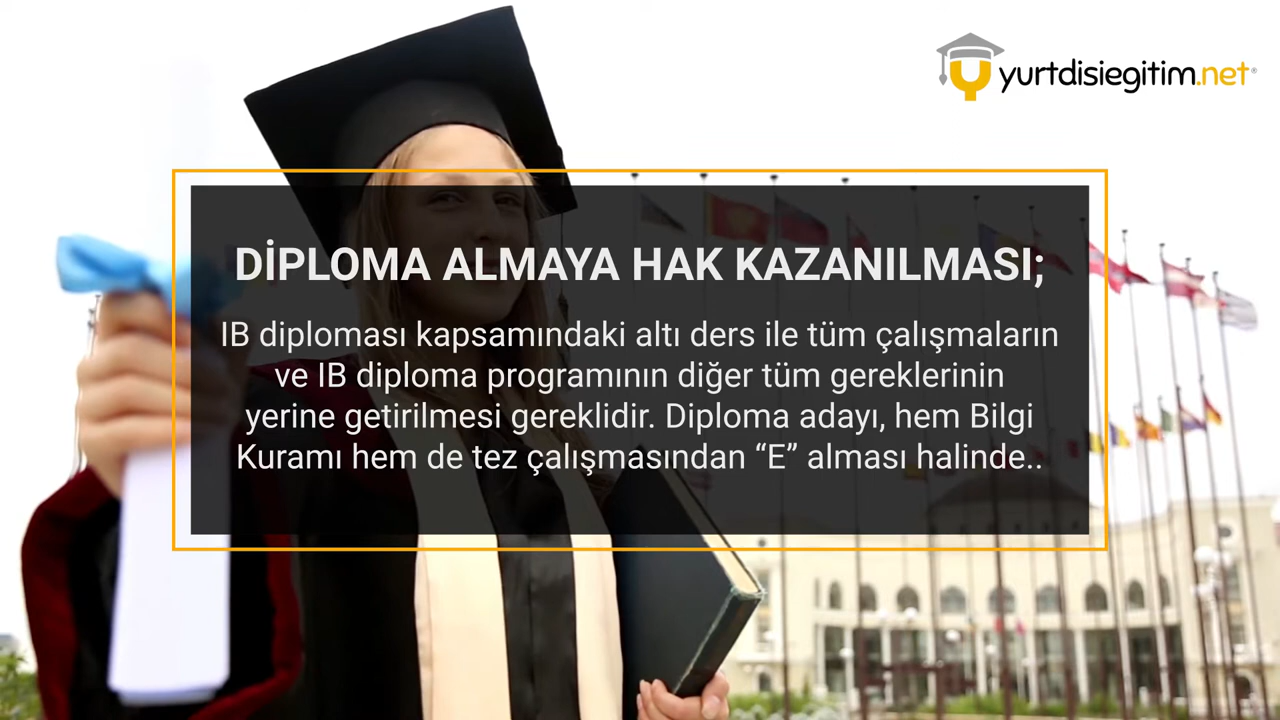 yurtdisiegitim.net®
DİPLOMA ALMAYA HAK KAZANILMASI;
IB diploması kapsamındaki altı ders ile tüm çalışmaların
ve IB diploma programının diğer tüm gereklerinin
yerine getirilmesi gereklidir. Diploma adayı, hem Bilgi
Kuramı hem de tez çalışmasından “E” alması halinde..